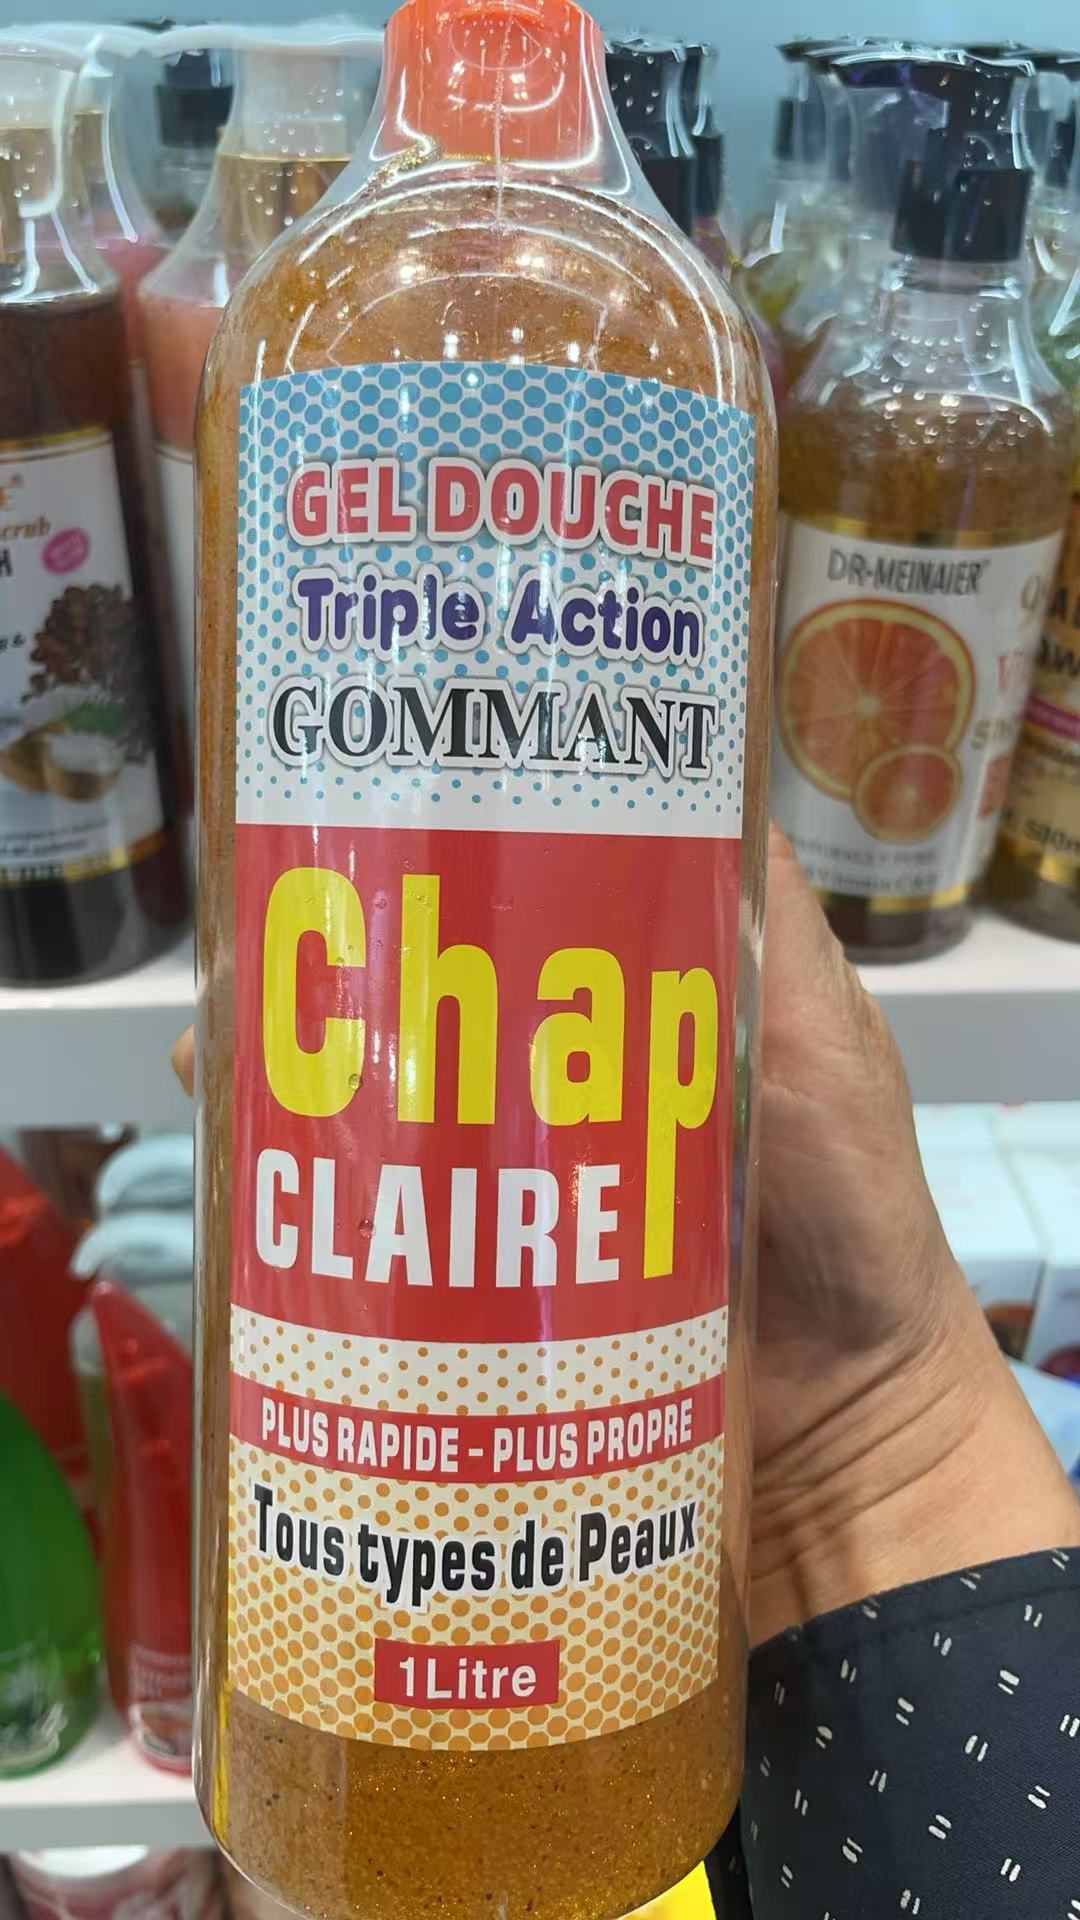 GEL DOUCHE
Triple Action
GOMMANT
Chap
CLAIRE
PLUS RAPIDE - PLUS PROPRE
Tous types de Peaux
1Litre
DR-MEINAIER